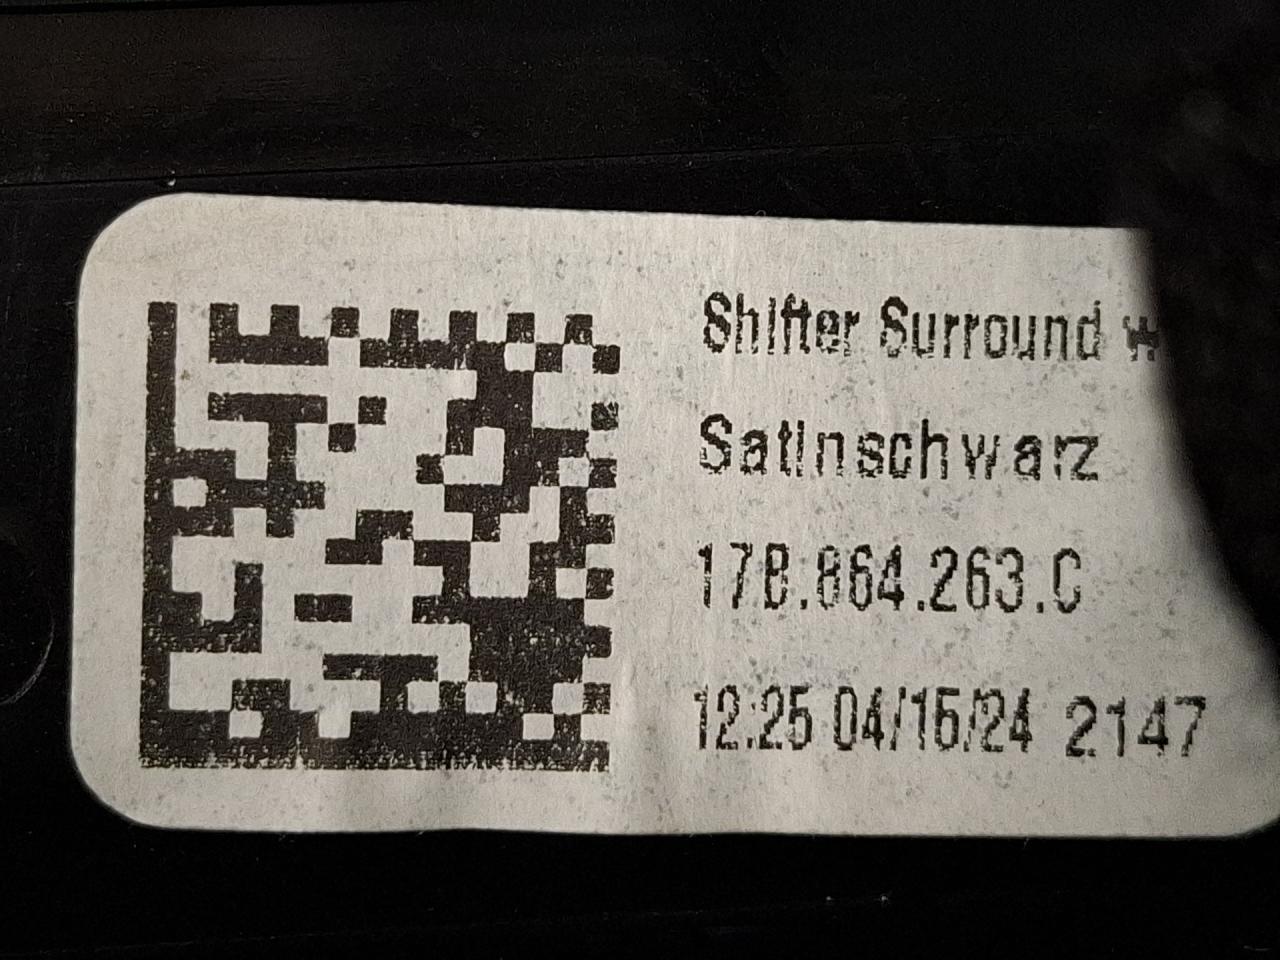 Shifter Surround
Satinschwarz
17B.864.263.C
12:25 04/15/24 2147